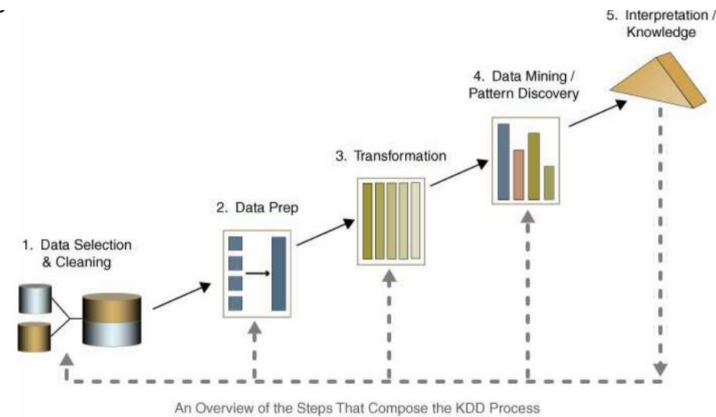 5. Interpretation /
Knowledge
4. Data Mining /
Pattern Discovery
3. Transformation
2. Data Prep
1. Data Selection
& Cleaning
An Overview of the Steps That Compose the KDD Process